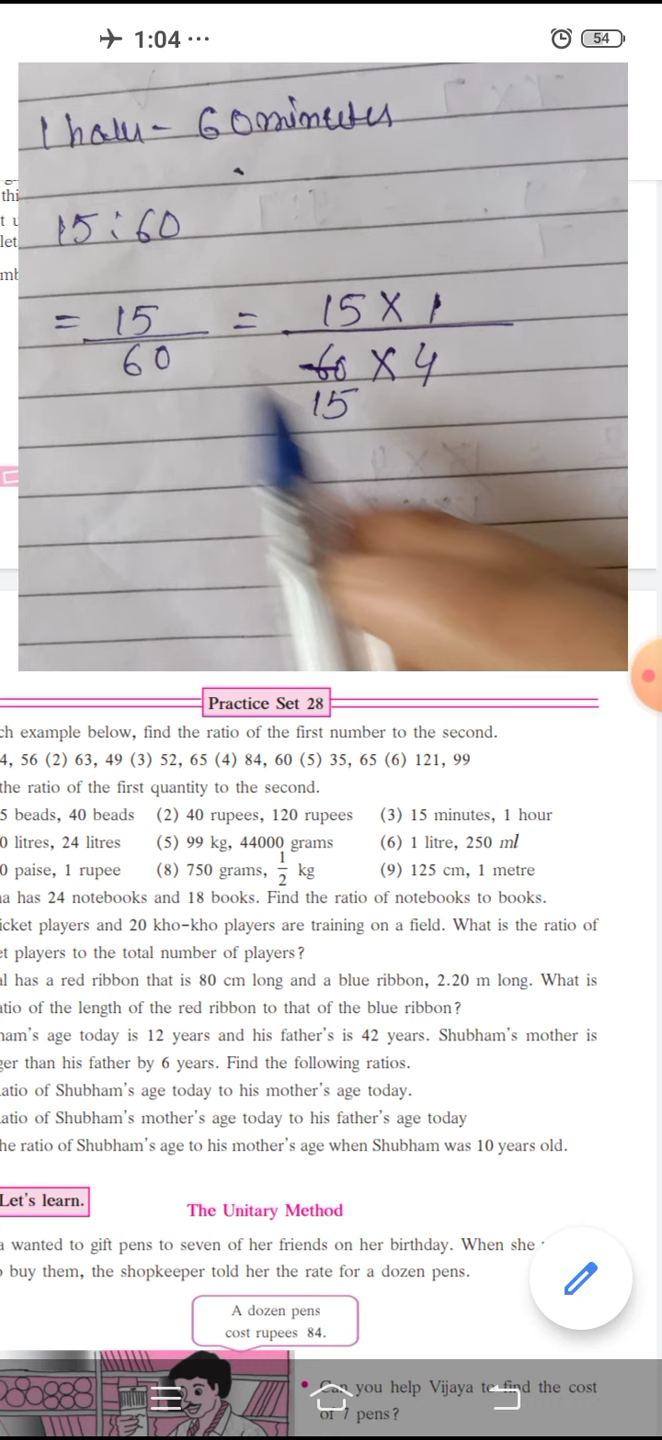 1:04 ...
54
1 hour - 60 minutes
15:60
= 15/60 = 15 X 1 / 60 X 4
15
thi
let
Practice Set 28
ch example below, find the ratio of the first number to the second.
4, 56 (2) 63, 49 (3) 52, 65 (4) 84, 60 (5) 35, 65 (6) 121, 99
the ratio of the first quantity to the second.
5 beads, 40 beads (2) 40 rupees, 120 rupees (3) 15 minutes, 1 hour
0 litres, 24 litres (5) 99 kg, 44000 grams (6) 1 litre, 250 ml
0 paise, 1 rupee (8) 750 grams, 1/2 kg (9) 125 cm, 1 metre
a has 24 notebooks and 18 books. Find the ratio of notebooks to books.
icket players and 20 kho-kho players are training on a field. What is the ratio of
et players to the total number of players?
al has a red ribbon that is 80 cm long and a blue ribbon, 2.20 m long. What is
atio of the length of the red ribbon to that of the blue ribbon?
ham's age today is 12 years and his father's is 42 years. Shubham's mother is
ger than his father by 6 years. Find the following ratios.
atio of Shubham's age today to his mother's age today.
atio of Shubham's mother's age today to his father's age today
he ratio of Shubham's age to his mother's age when Shubham was 10 years old.
Let's learn.
The Unitary Method
a wanted to gift pens to seven of her friends on her birthday. When she
o buy them, the shopkeeper told her the rate for a dozen pens.
A dozen pens
cost rupees 84.
• Can you help Vijaya to find the cost
of 7 pens?